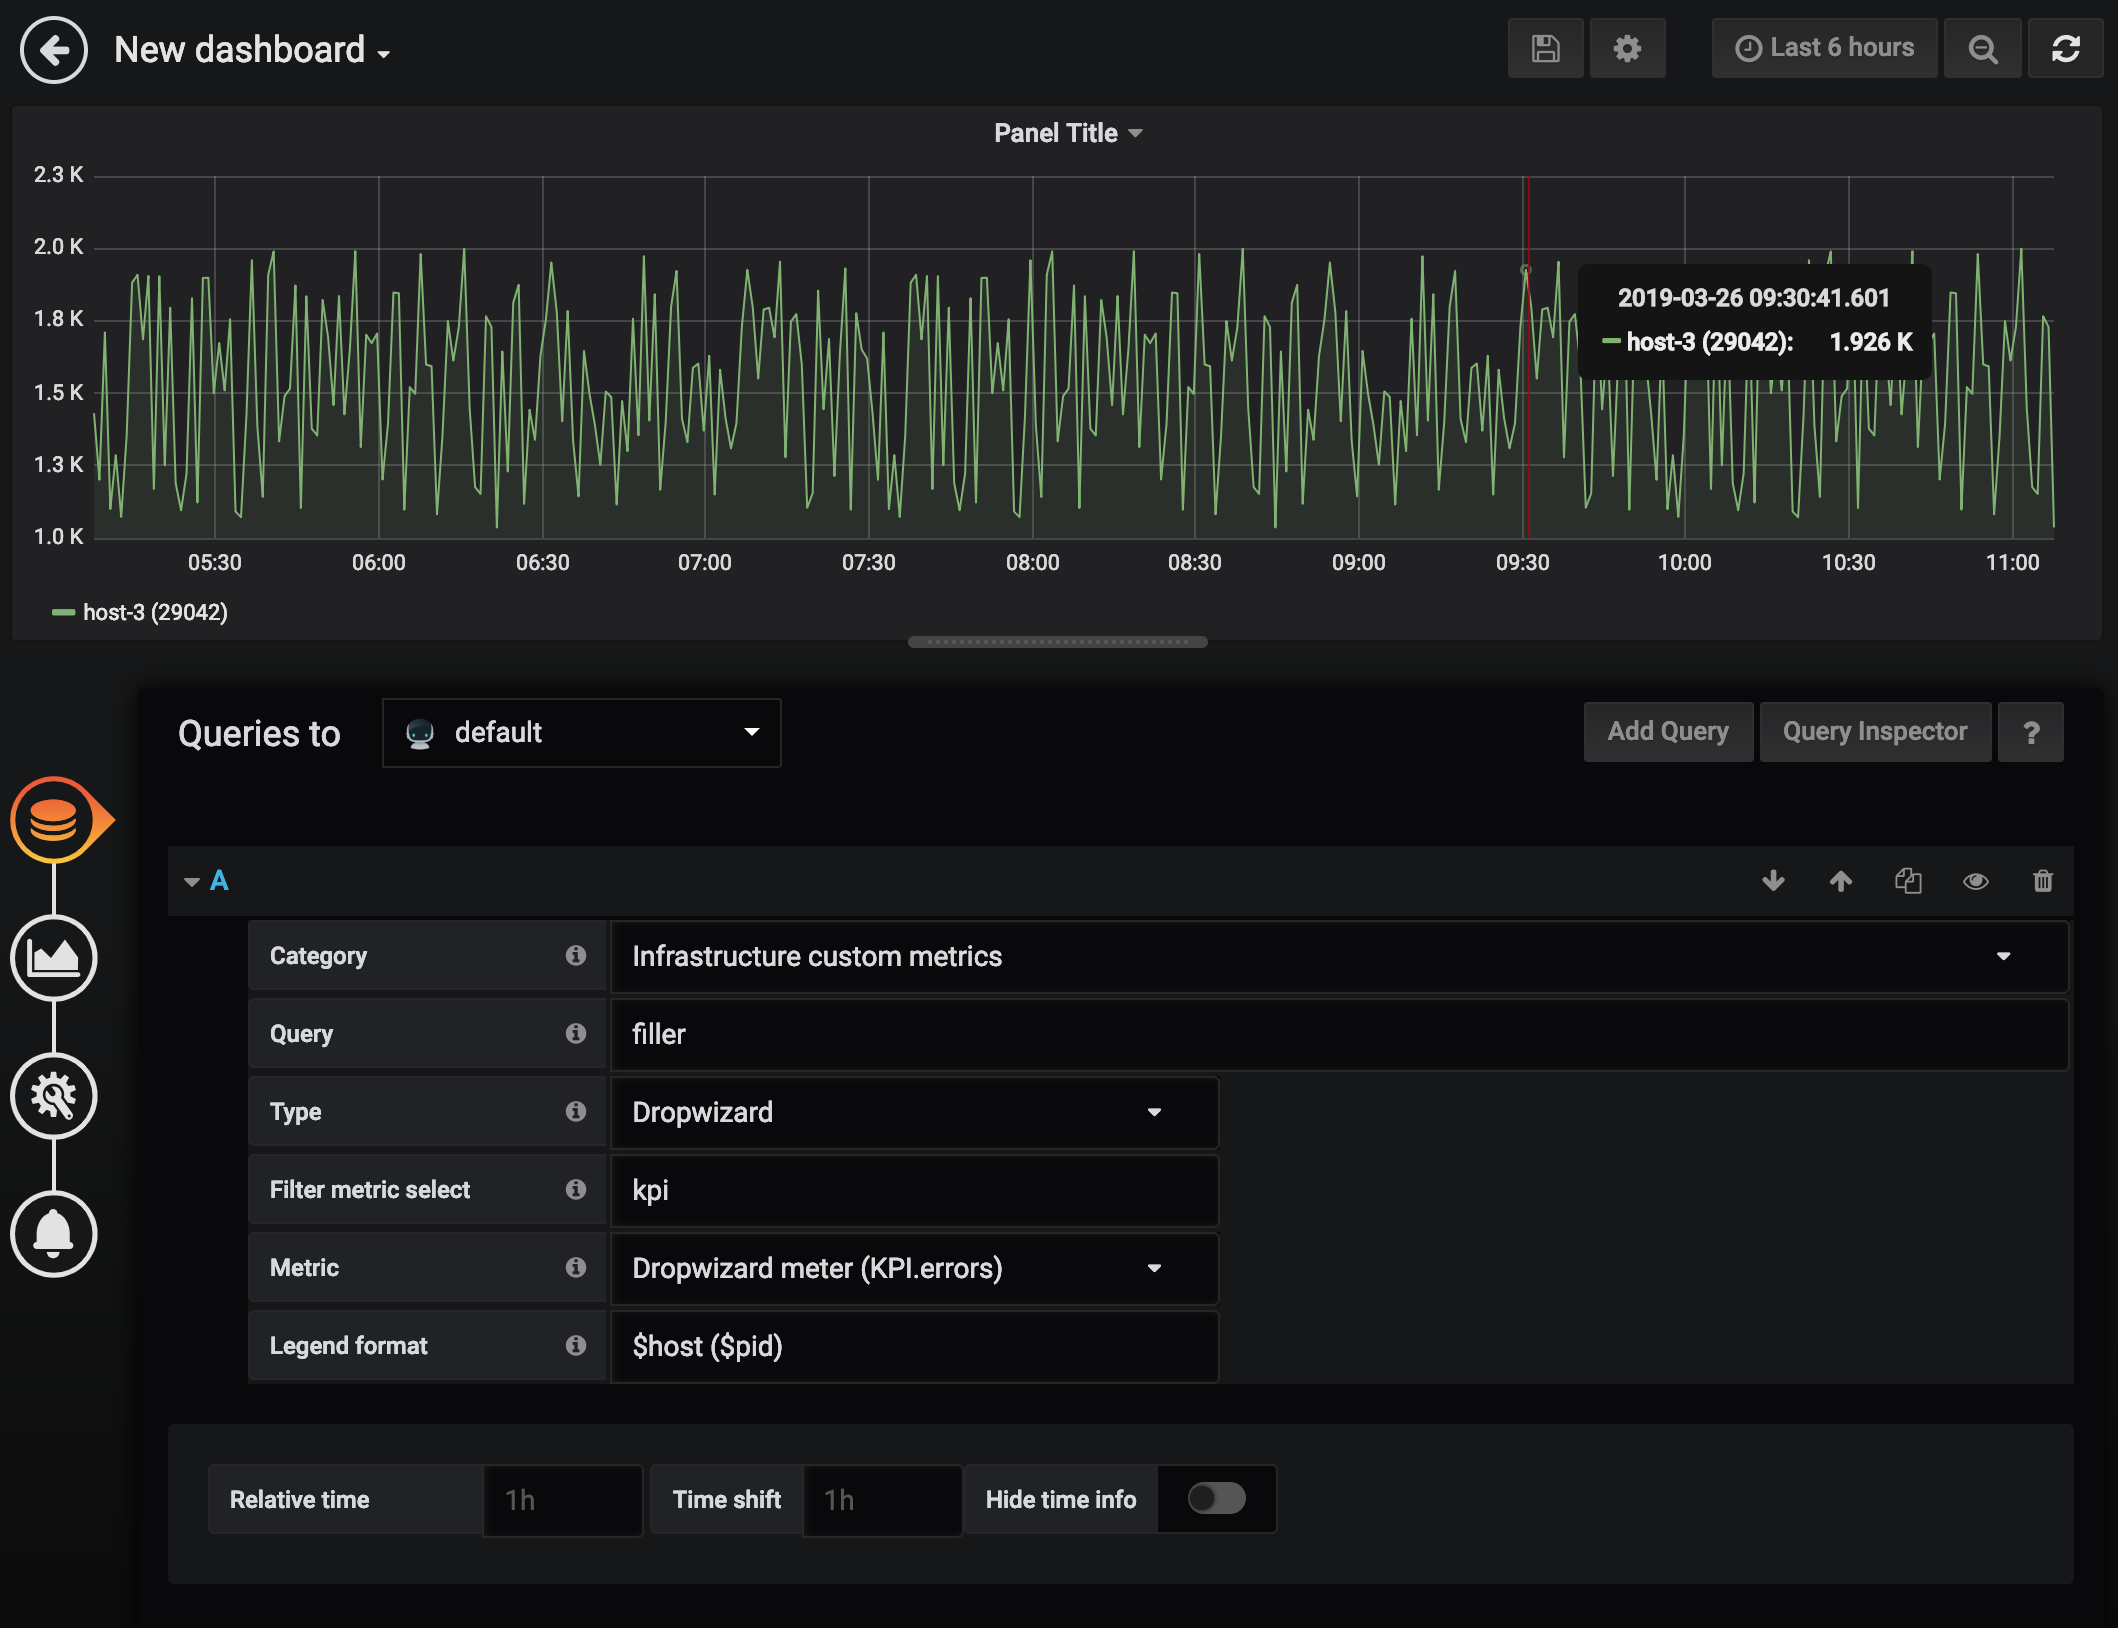 New dashboard
Last 6 hours
Panel Title
2.3 K
2.0 K
1.8 K
1.5 K
1.3 K
1.0 K
2019-03-26 09:30:41.601
host-3 (29042): 1.926 K
05:30 06:00 06:30 07:00 07:30 08:00 08:30 09:00 09:30 10:00 10:30 11:00
host-3 (29042)
Queries to default Add Query Query Inspector ?
A
Category Infrastructure custom metrics
Query filler
Type Dropwizard
Filter metric select kpi
Metric Dropwizard meter (KPI.errors)
Legend format $host ($pid)
Relative time 1h Time shift 1h Hide time info